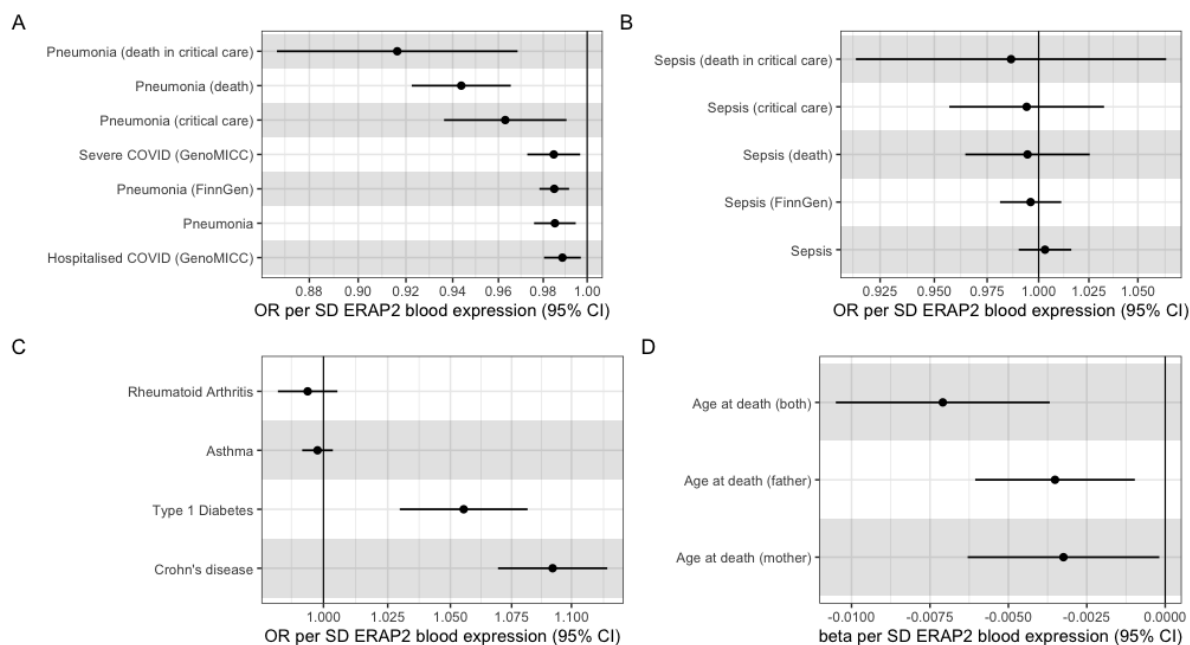 A
Pneumonia (death in critical care)
Pneumonia (death)
Pneumonia (critical care)
Severe COVID (GenoMICC)
Pneumonia (FinnGen)
Pneumonia
Hospitalised COVID (GenoMICC)
0.88 0.90 0.92 0.94 0.96 0.98 1.00
OR per SD ERAP2 blood expression (95% CI)
B
Sepsis (death in critical care)
Sepsis (critical care)
Sepsis (death)
Sepsis (FinnGen)
Sepsis
0.925 0.950 0.975 1.000 1.025 1.050
OR per SD ERAP2 blood expression (95% CI)
C
Rheumatoid Arthritis
Asthma
Type 1 Diabetes
Crohn's disease
1.000 1.025 1.050 1.075 1.100
OR per SD ERAP2 blood expression (95% CI)
D
Age at death (both)
Age at death (father)
Age at death (mother)
-0.0100 -0.0075 -0.0050 -0.0025 0.0000
beta per SD ERAP2 blood expression (95% CI)